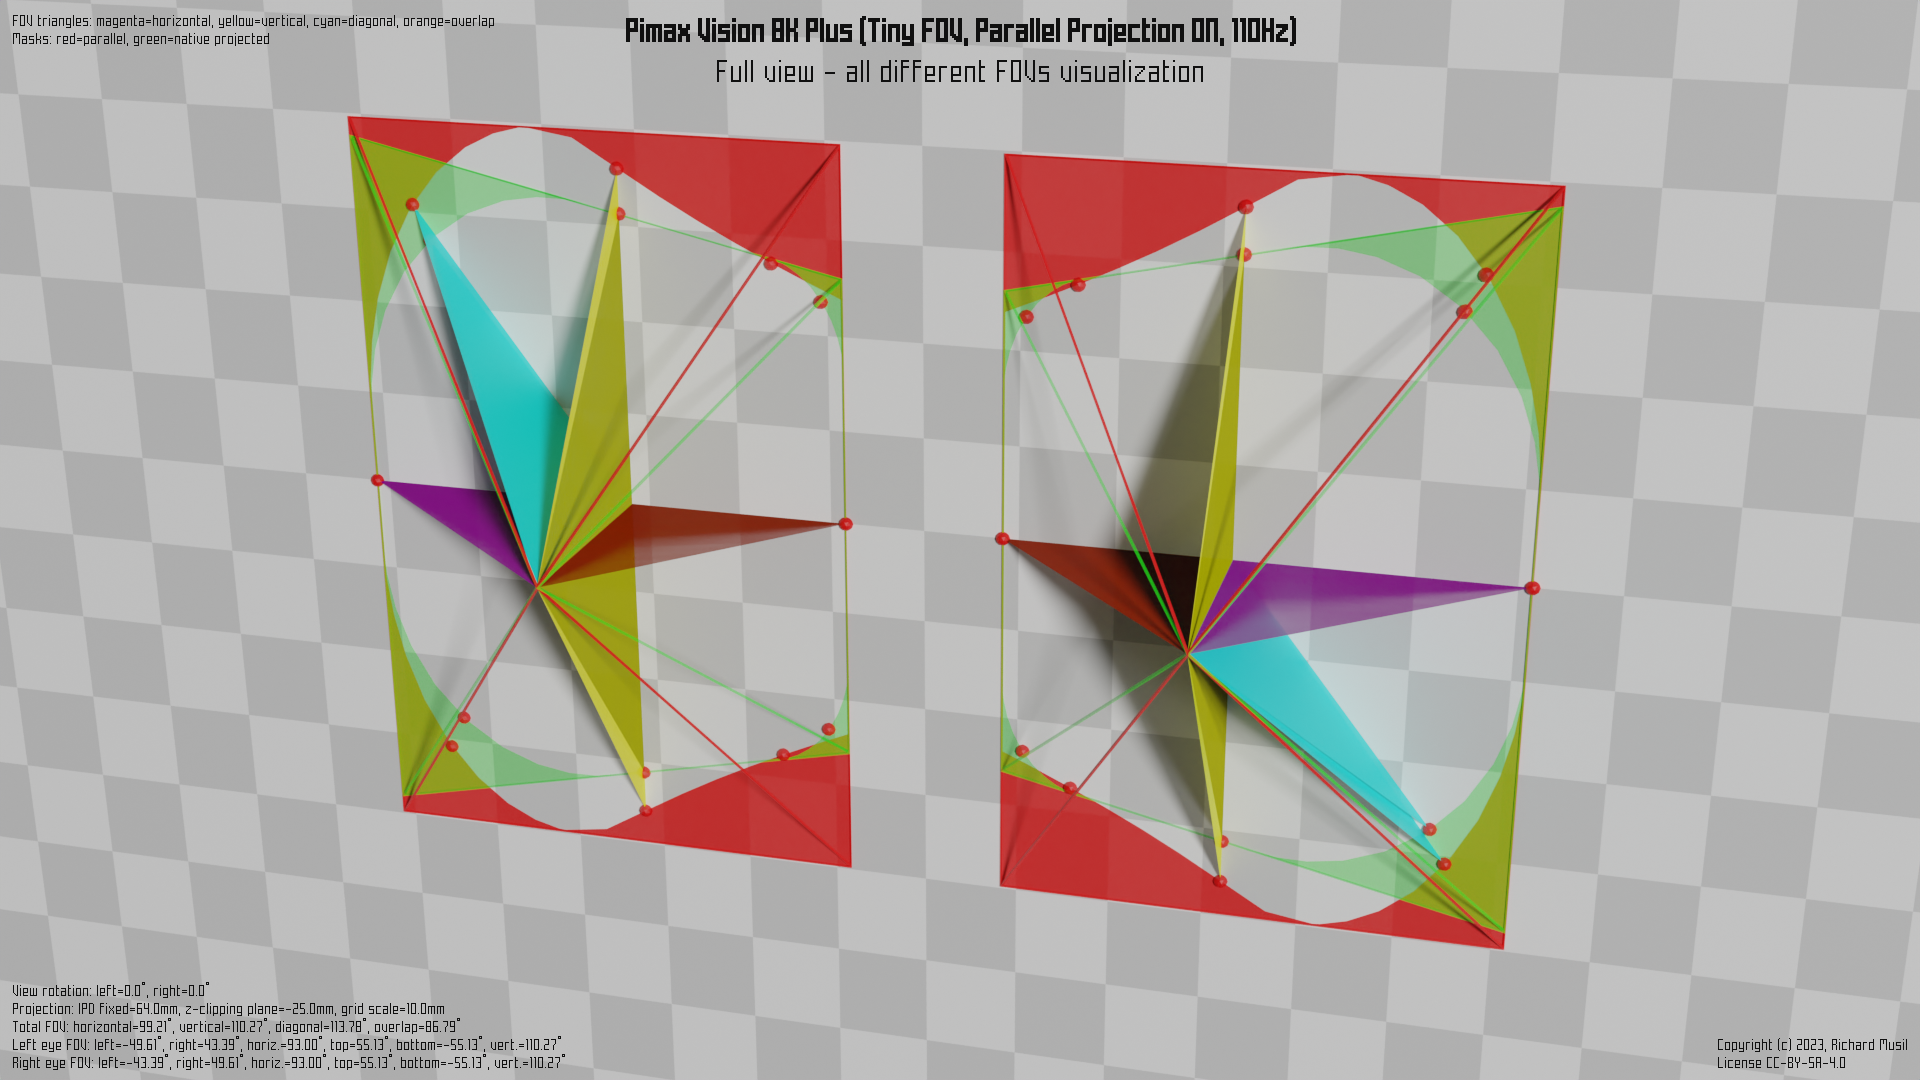 FOV triangles: magenta=horizontal, yellow=vertical, cyan=diagonal, orange=overlap
Masks: red=parallel, green=native projected
Pimax Vision 8K Plus (Tiny FOV, Parallel Projection ON, 110Hz)
Full view - all different FOVs visualization
View rotation: left=0.0°, right=0.0°
Projection: IPD fixed=64.0mm, z-clipping plane=-25.0mm, grid scale=10.0mm
Total FOV: horizontal=99.21°, vertical=110.27°, diagonal=113.78°, overlap=86.79°
Left eye FOV: left=-49.61°, right=43.39°, horiz.=93.00°, top=55.13°, bottom=-55.13°, vert.=110.27°
Right eye FOV: left=-43.39°, right=49.61°, horiz.=93.00°, top=55.13°, bottom=-55.13°, vert.=110.27°
Copyright (c) 2023, Richard Musil
License CC-BY-SA-4.0